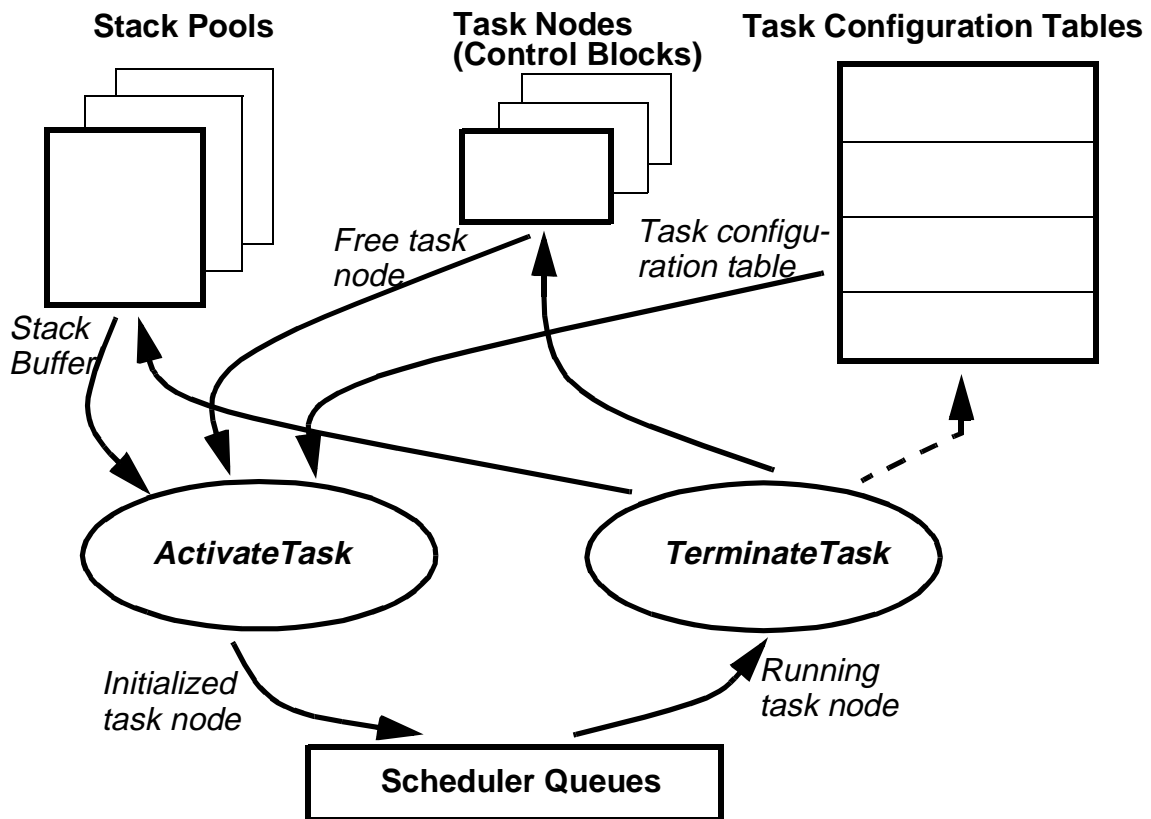 Stack Pools
Task Nodes
(Control Blocks)
Task Configuration Tables
Free task
node
Task configu-
ration table
Stack
Buffer
ActivateTask
TerminateTask
Initialized
task node
Running
task node
Scheduler Queues